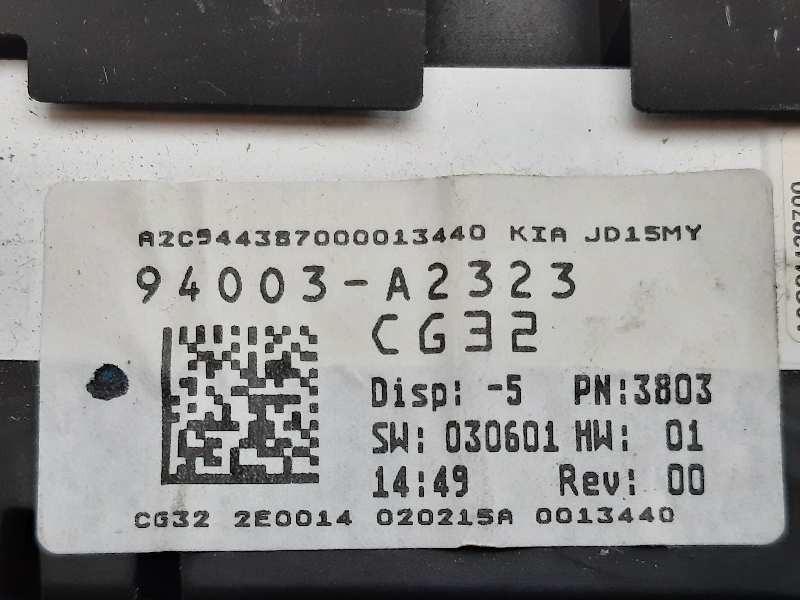 A2C944387000013440 KIA JD15MY
94003-A2323
CG32
Disp: -5 PN:3803
SW: 030601 HW: 01
14:49 Rev: 00
CG32 2E0014 020215A 0013440